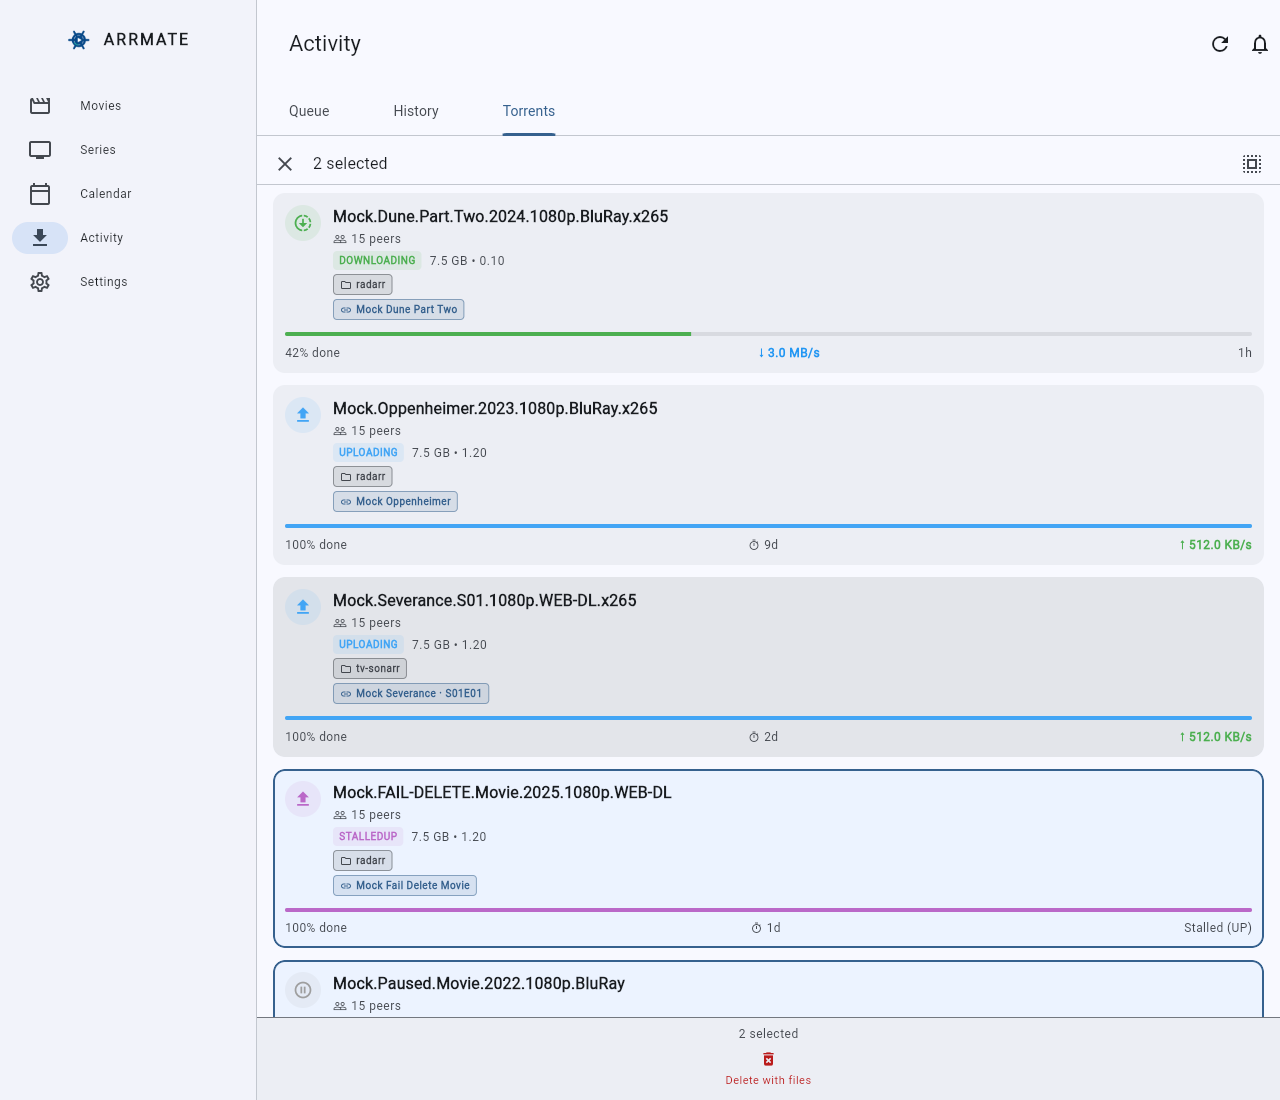 ARRMATE
Movies
Series
Calendar
Activity
Settings
Activity
Queue History Torrents
2 selected
Mock.Dune.Part.Two.2024.1080p.BluRay.x265
15 peers
DOWNLOADING 7.5 GB • 0.10
radarr
Mock Dune Part Two
42% done ↓ 3.0 MB/s 1h
Mock.Oppenheimer.2023.1080p.BluRay.x265
15 peers
UPLOADING 7.5 GB • 1.20
radarr
Mock Oppenheimer
100% done 9d ↑ 512.0 KB/s
Mock.Severance.S01.1080p.WEB-DL.x265
15 peers
UPLOADING 7.5 GB • 1.20
tv-sonarr
Mock Severance · S01E01
100% done 2d ↑ 512.0 KB/s
Mock.FAIL-DELETE.Movie.2025.1080p.WEB-DL
15 peers
STALLEDUP 7.5 GB • 1.20
radarr
Mock Fail Delete Movie
100% done 1d Stalled (UP)
Mock.Paused.Movie.2022.1080p.BluRay
15 peers
2 selected
Delete with files